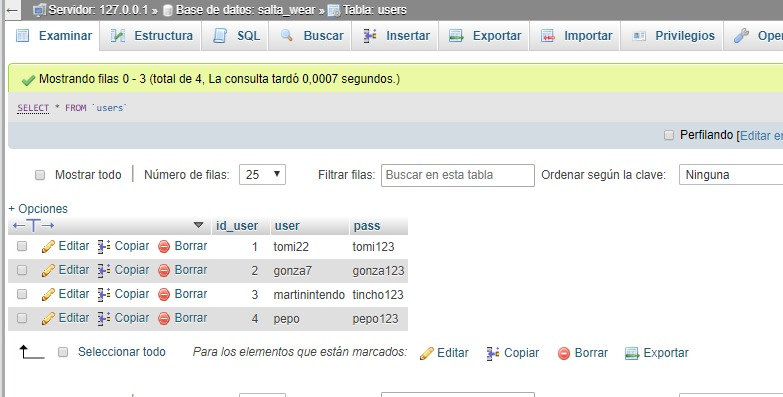 Servidor: 127.0.0.1 » Base de datos: salta_wear » Tabla: users
Examinar Estructura SQL Buscar Insertar Exportar Importar Privilegios Ope
Mostrando filas 0 - 3 (total de 4, La consulta tardó 0,0007 segundos.)
SELECT * FROM `users`
Perfilando [Editar en
Mostrar todo Número de filas: 25 Filtrar filas: Buscar en esta tabla Ordenar según la clave: Ninguna
+ Opciones
id_user user pass
Editar Copiar Borrar 1 tomi22 tomi123
Editar Copiar Borrar 2 gonza7 gonza123
Editar Copiar Borrar 3 martinintendo tincho123
Editar Copiar Borrar 4 pepo pepo123
Seleccionar todo Para los elementos que están marcados: Editar Copiar Borrar Exportar